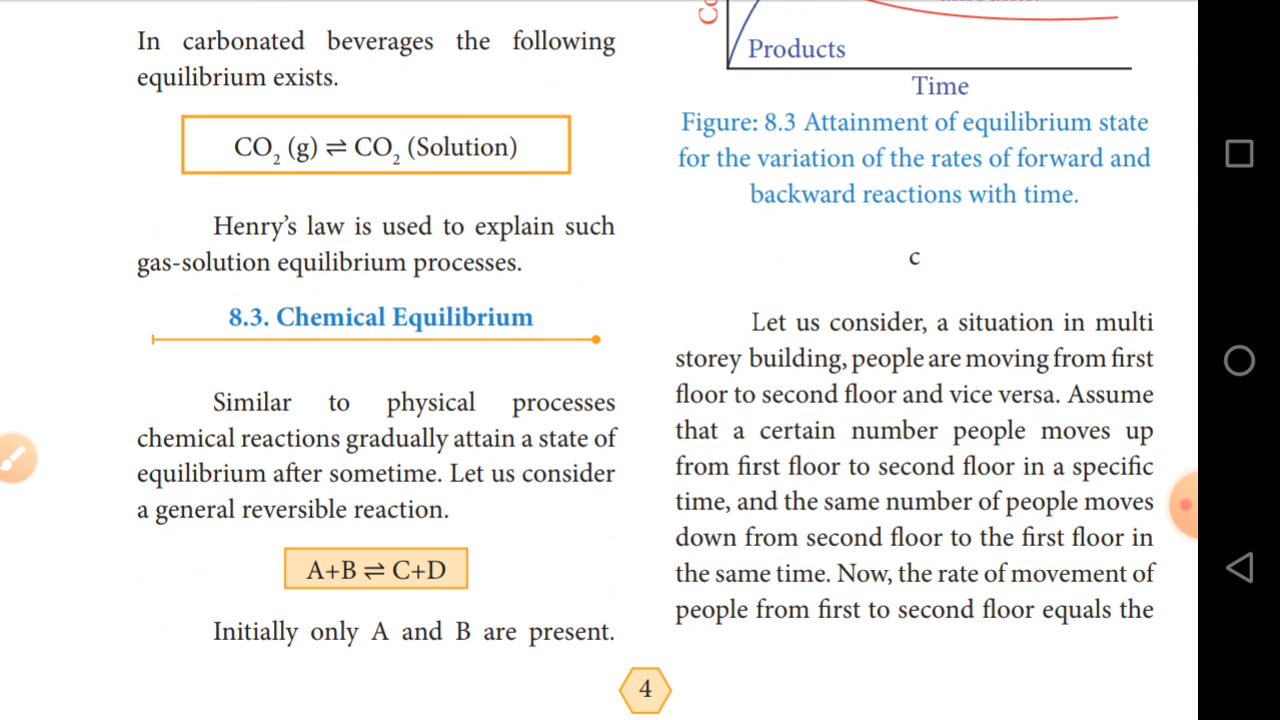 In carbonated beverages the following
equilibrium exists.
CO₂ (g) ⇌ CO₂ (Solution)
Henry's law is used to explain such
gas-solution equilibrium processes.
8.3. Chemical Equilibrium
Similar to physical processes
chemical reactions gradually attain a state of
equilibrium after sometime. Let us consider
a general reversible reaction.
A+B ⇌ C+D
Initially only A and B are present.
Products
Time
Figure: 8.3 Attainment of equilibrium state
for the variation of the rates of forward and
backward reactions with time.
c
Let us consider, a situation in multi
storey building, people are moving from first
floor to second floor and vice versa. Assume
that a certain number people moves up
from first floor to second floor in a specific
time, and the same number of people moves
down from second floor to the first floor in
the same time. Now, the rate of movement of
people from first to second floor equals the
4